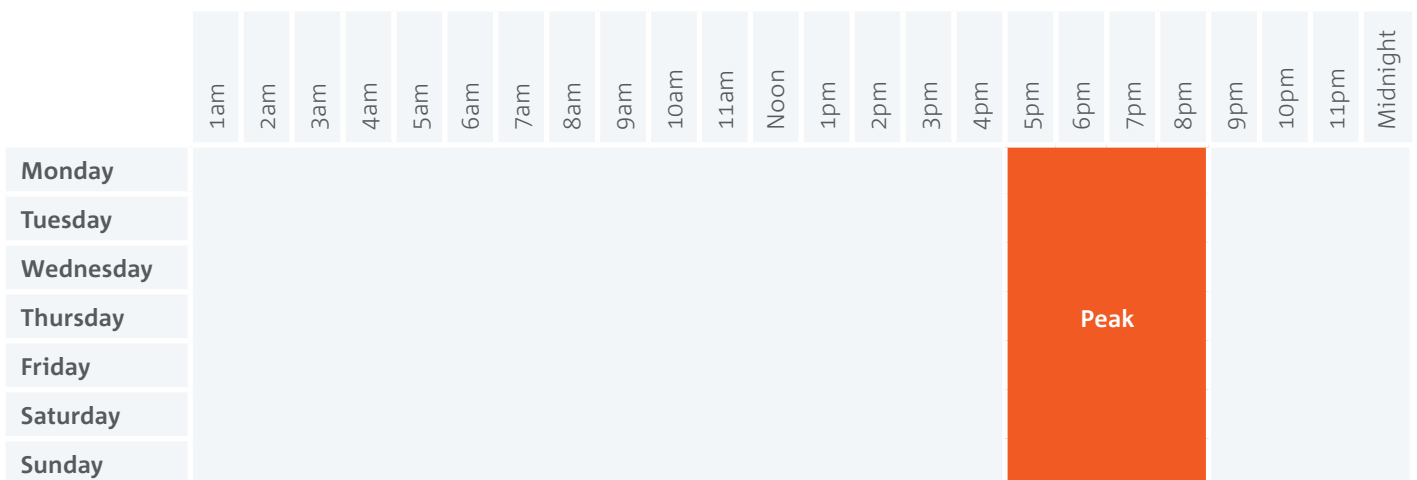 1am 2am 3am 4am 5am 6am 7am 8am 9am 10am 11am Noon 1pm 2pm 3pm 4pm 5pm 6pm 7pm 8pm 9pm 10pm 11pm Midnight
Monday
Tuesday
Wednesday
Thursday Peak
Friday
Saturday
Sunday